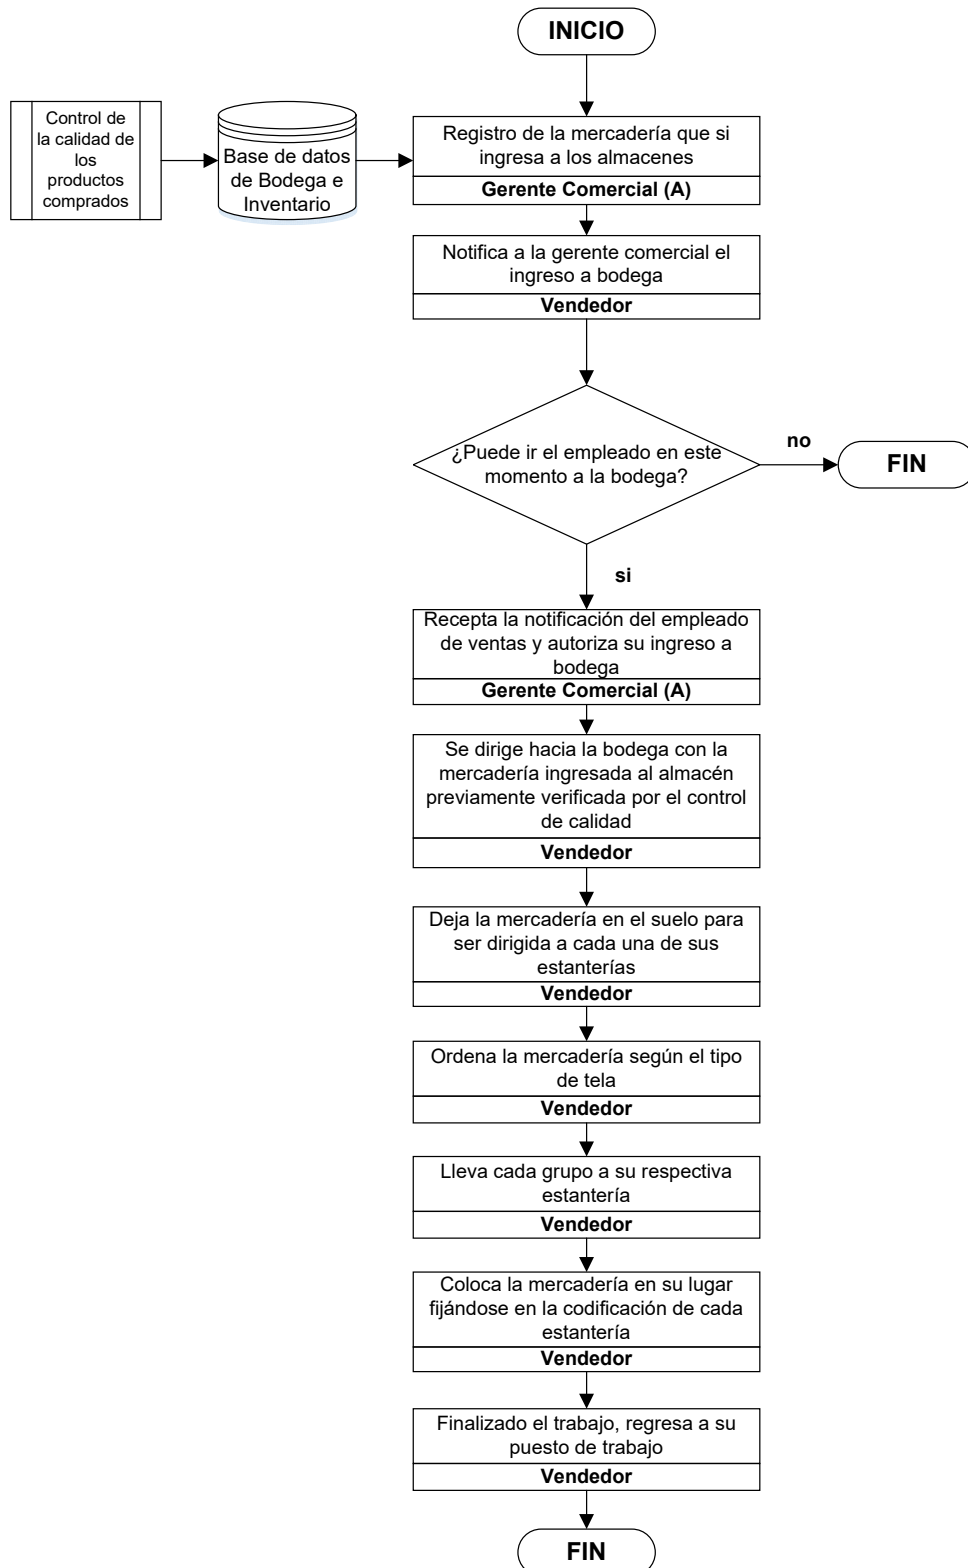 INICIO
Control de
la calidad de
los
productos
comprados
Base de datos
de Bodega e
Inventario
Registro de la mercadería que si
ingresa a los almacenes
Gerente Comercial (A)
Notifica a la gerente comercial el
ingreso a bodega
Vendedor
¿Puede ir el empleado en este
momento a la bodega?
no
FIN
si
Recepta la notificación del empleado
de ventas y autoriza su ingreso a
bodega
Gerente Comercial (A)
Se dirige hacia la bodega con la
mercadería ingresada al almacén
previamente verificada por el control
de calidad
Vendedor
Deja la mercadería en el suelo para
ser dirigida a cada una de sus
estanterías
Vendedor
Ordena la mercadería según el tipo
de tela
Vendedor
Lleva cada grupo a su respectiva
estantería
Vendedor
Coloca la mercadería en su lugar
fijándose en la codificación de cada
estantería
Vendedor
Finalizado el trabajo, regresa a su
puesto de trabajo
Vendedor
FIN